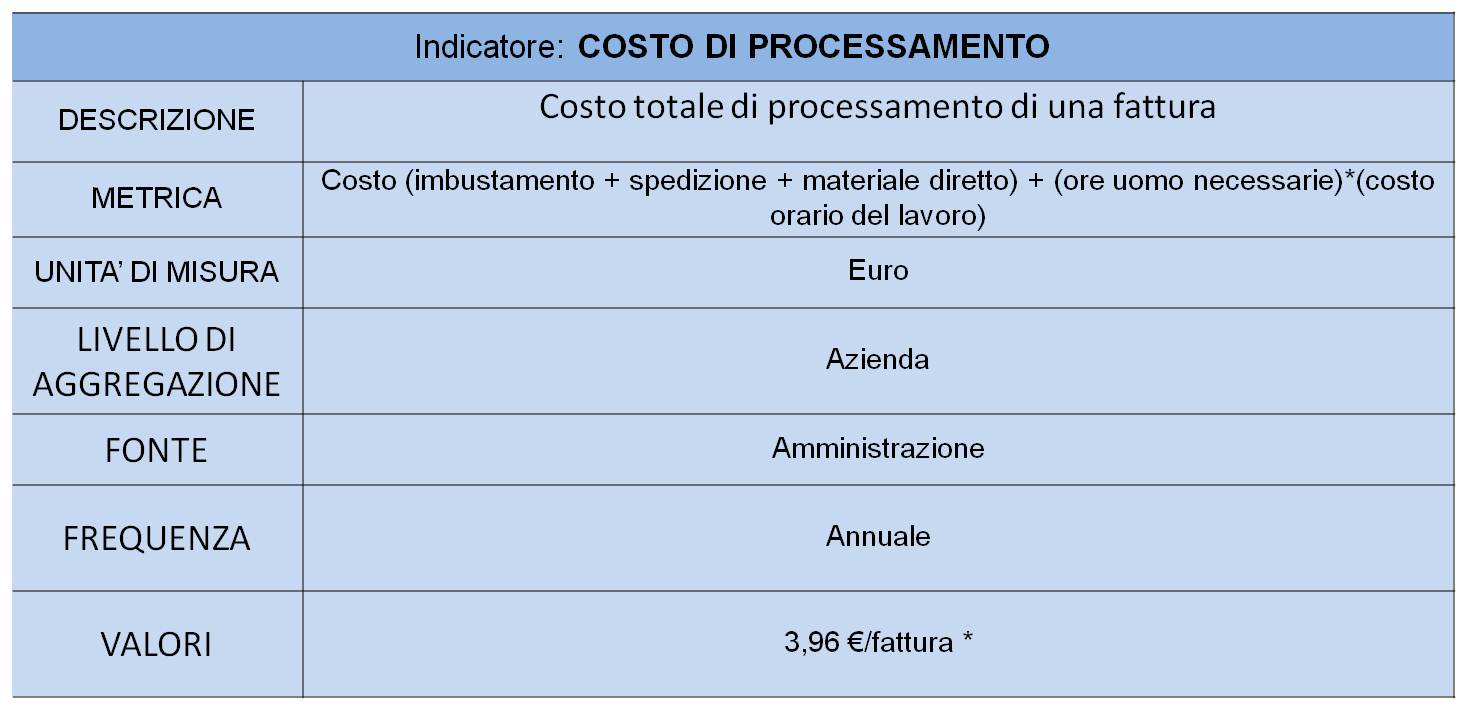 Indicatore: COSTO DI PROCESSAMENTO
DESCRIZIONE
Costo totale di processamento di una fattura
METRICA
Costo (imbustamento + spedizione + materiale diretto) + (ore uomo necessarie)*(costo
orario del lavoro)
UNITA’ DI MISURA
Euro
LIVELLO DI
AGGREGAZIONE
Azienda
FONTE
Amministrazione
FREQUENZA
Annuale
VALORI
3,96 €/fattura *